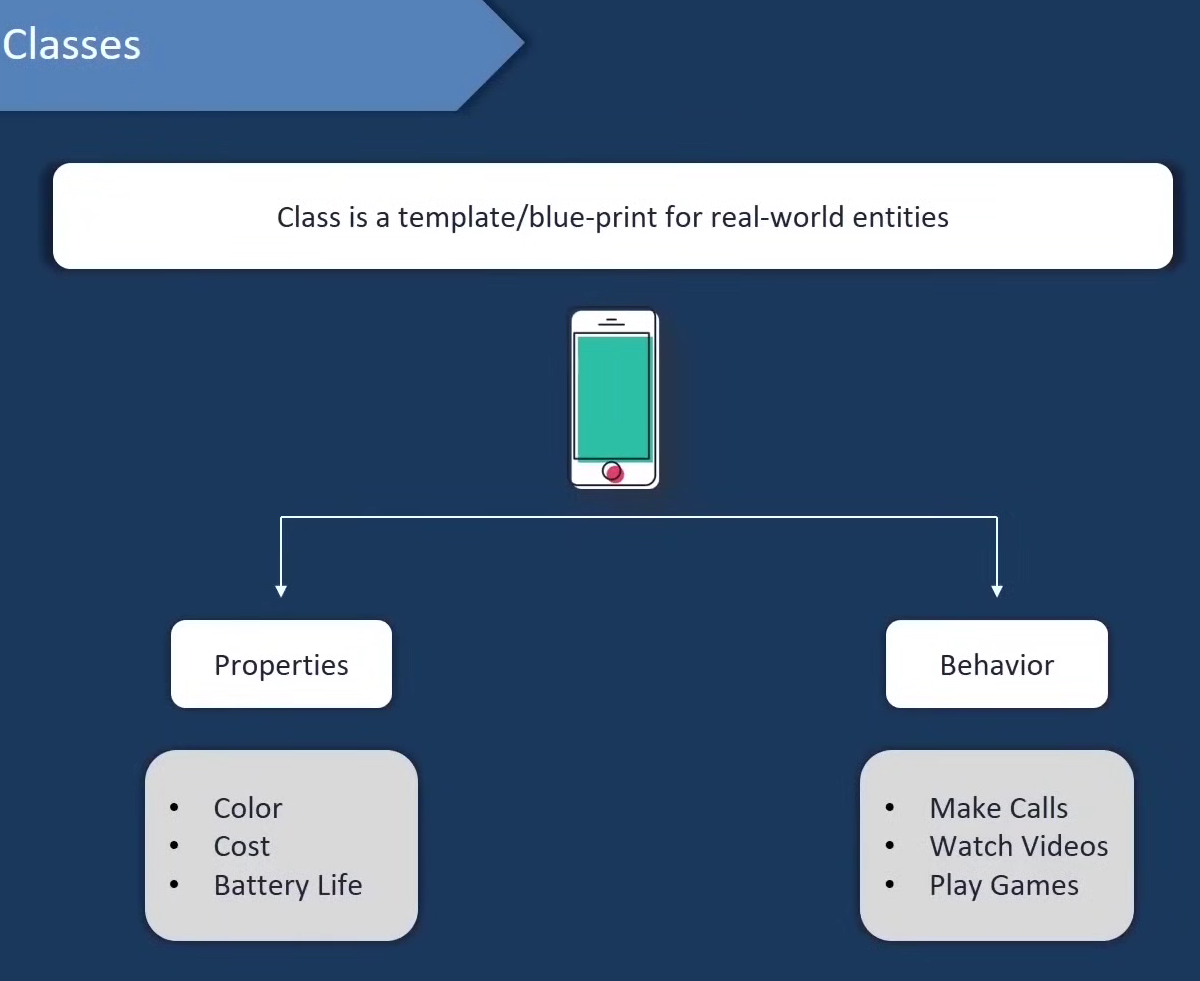 Classes
Class is a template/blue-print for real-world entities
Properties
Behavior
• Color
• Cost
• Battery Life
• Make Calls
• Watch Videos
• Play Games